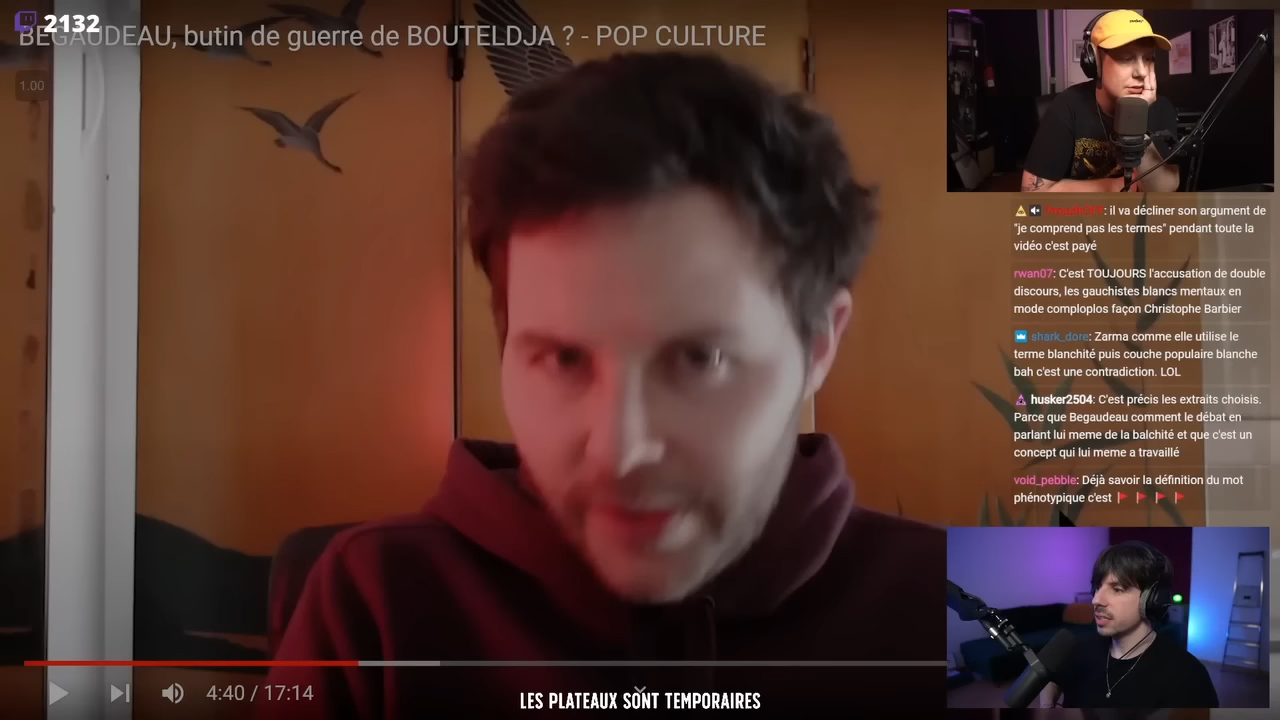 2132
BEGAUDEAU, butin de guerre de BOUTELDJA ? - POP CULTURE
1.00
: il va décliner son argument de
"je comprend pas les termes" pendant toute la
vidéo c'est payé
rwan07: C'est TOUJOURS l'accusation de double
discours, les gauchistes blancs mentaux en
mode comploplos façon Christophe Barbier
shark_dore: Zarma comme elle utilise le
terme blanchité puis couche populaire blanche
bah c'est une contradiction. LOL
husker2504: C'est précis les extraits choisis.
Parce que Begaudeau comment le débat en
parlant lui meme de la balchité et que c'est un
concept qui lui meme a travaillé
void_pebble: Déjà savoir la définition du mot
phénotypique c'est
4:40 / 17:14
LES PLATEAUX SONT TEMPORAIRES